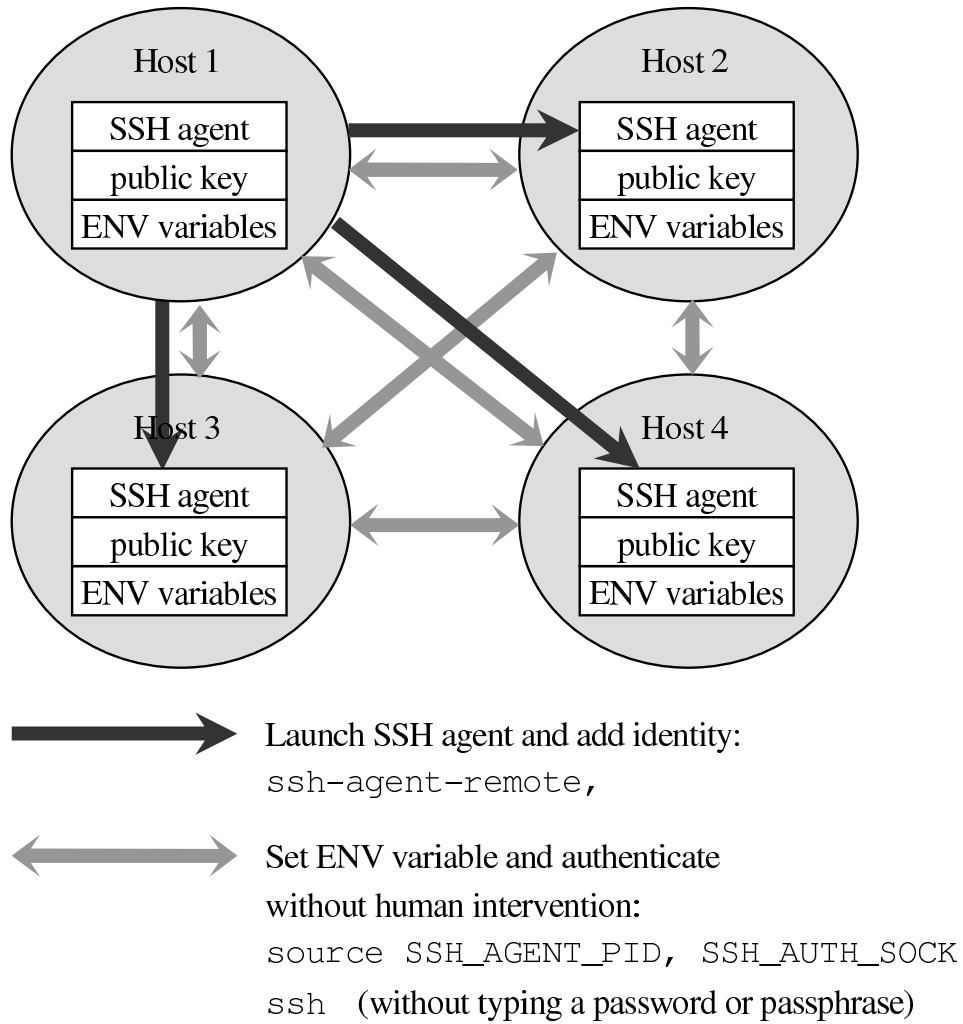 Host 1
SSH agent
public key
ENV variables
Host 2
SSH agent
public key
ENV variables
Host 3
SSH agent
public key
ENV variables
Host 4
SSH agent
public key
ENV variables
Launch SSH agent and add identity:
ssh-agent-remote,
Set ENV variable and authenticate
without human intervention:
source SSH_AGENT_PID, SSH_AUTH_SOCK
ssh (without typing a password or passphrase)